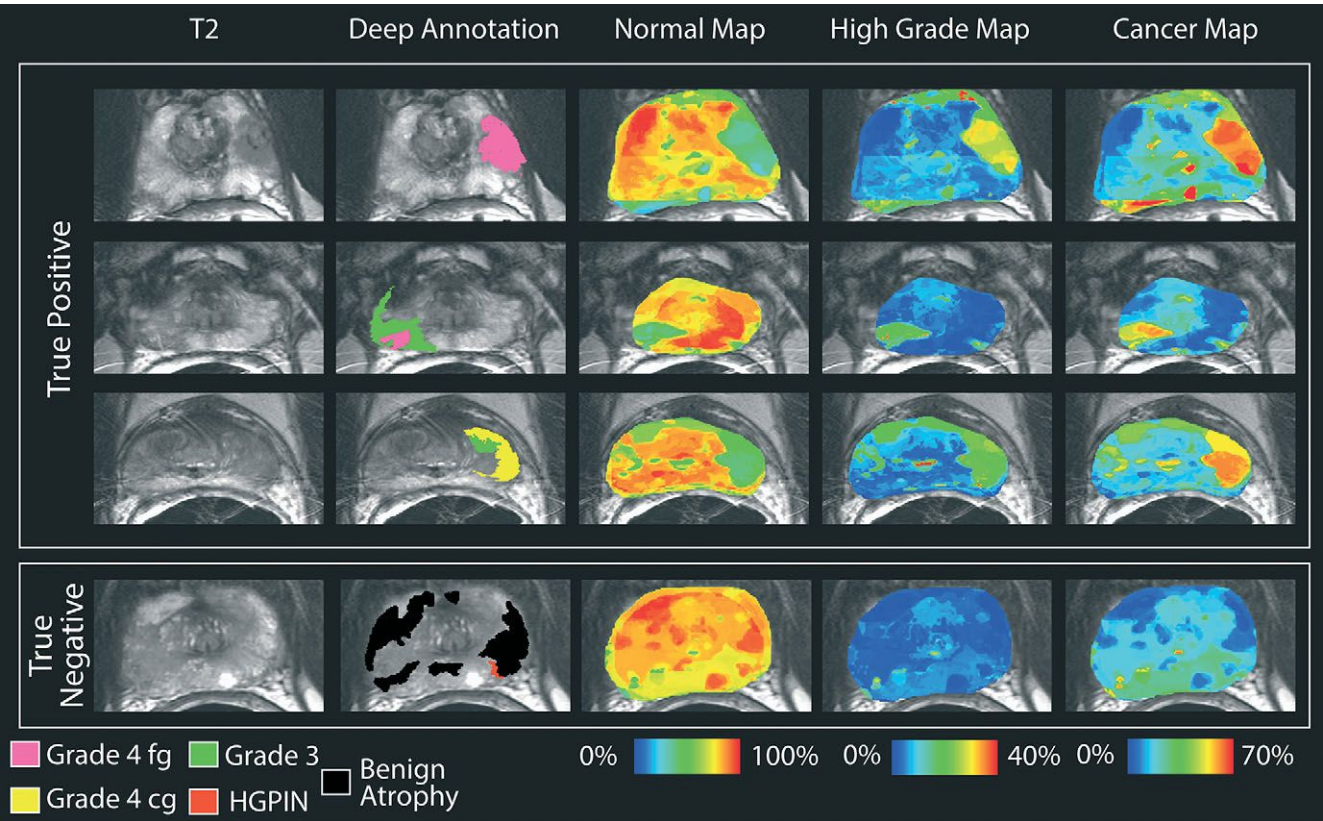 T2 Deep Annotation Normal Map High Grade Map Cancer Map
True Positive
True
Negative
Grade 4 fg
Grade 3
Grade 4 cg
HGPIN
Benign
Atrophy
0% 100%
0% 40%
0% 70%